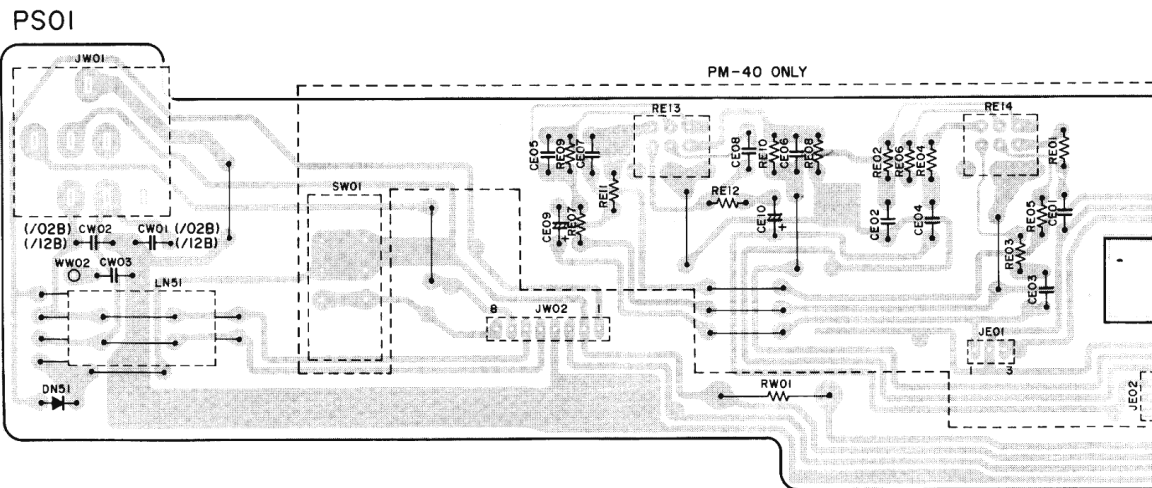 PS01
JW01
PM-40 ONLY
RE13
RE14
CE05
RE09
CE07
CE08
RE10
CE06
RE08
RE02
RE06
RE04
RE01
SW01
RE11
RE12
CE09
+
RE07
CE10
+
CE02
CE04
RE05
CE01
(/02B)
(/12B)
CW02
CW01
(/02B)
(/12B)
RE03
WW02
CW03
LN51
CE03
8
JW02
1
JE01
3
DN51
RW01
JE02